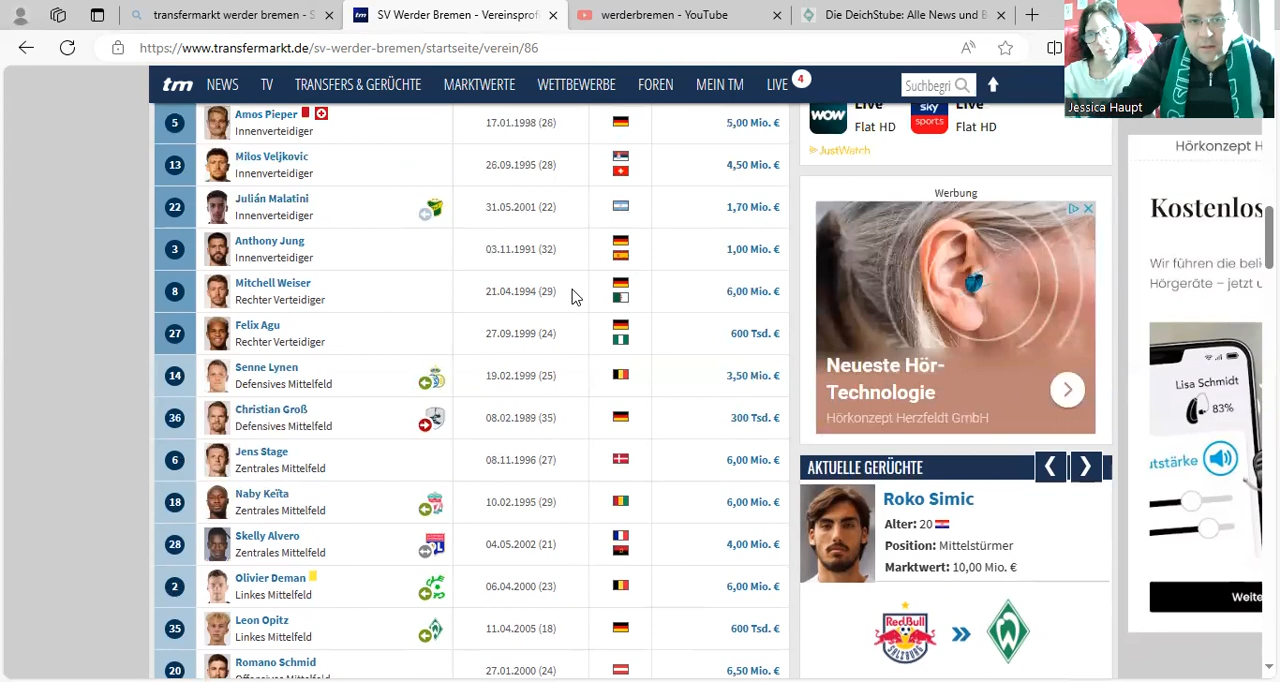 transfermarkt werder bremen - S
SV Werder Bremen - Vereinsprofi
werderbremen - YouTube
Die DeichStube: Alle News und B
https://www.transfermarkt.de/sv-werder-bremen/startseite/verein/86
Jessica Haupt
tm NEWS TV TRANSFERS & GERÜCHTE MARKTWERTE WETTBEWERBE FOREN MEIN TM LIVE 4 Suchbegri
5 Amos Pieper 17.01.1998 (26) 5,00 Mio. €
Innenverteidiger
13 Milos Veljkovic 26.09.1995 (28) 4,50 Mio. €
Innenverteidiger
22 Julián Malatini 31.05.2001 (22) 1,70 Mio. €
Innenverteidiger
3 Anthony Jung 03.11.1991 (32) 1,00 Mio. €
Innenverteidiger
8 Mitchell Weiser 21.04.1994 (29) 6,00 Mio. €
Rechter Verteidiger
27 Felix Agu 27.09.1999 (24) 600 Tsd. €
Rechter Verteidiger
14 Senne Lynen 19.02.1999 (25) 3,50 Mio. €
Defensives Mittelfeld
36 Christian Groß 08.02.1989 (35) 300 Tsd. €
Defensives Mittelfeld
6 Jens Stage 08.11.1996 (27) 6,00 Mio. €
Zentrales Mittelfeld
18 Naby Keïta 10.02.1995 (29) 6,00 Mio. €
Zentrales Mittelfeld
28 Skelly Alvero 04.05.2002 (21) 4,00 Mio. €
Zentrales Mittelfeld
2 Olivier Deman 06.04.2000 (23) 6,00 Mio. €
Linkes Mittelfeld
35 Leon Opitz 11.04.2005 (18) 600 Tsd. €
Linkes Mittelfeld
20 Romano Schmid 27.01.2000 (24) 6,50 Mio. €
Offensives Mittelfeld
WOW Live
Flat HD
sky sports Live
Flat HD
JustWatch
Werbung
Neueste Hör-
Technologie
Hörkonzept Herzfeldt GmbH
AKTUELLE GERÜCHTE
Roko Simic
Alter: 20
Position: Mittelstürmer
Marktwert: 10,00 Mio. €
Red Bull
SALZBURG
Hörkonzept H
Kostenlos
Wir führen die beli
Hörgeräte – jetzt u
Lisa Schmidt
83%
utstärke
Weite